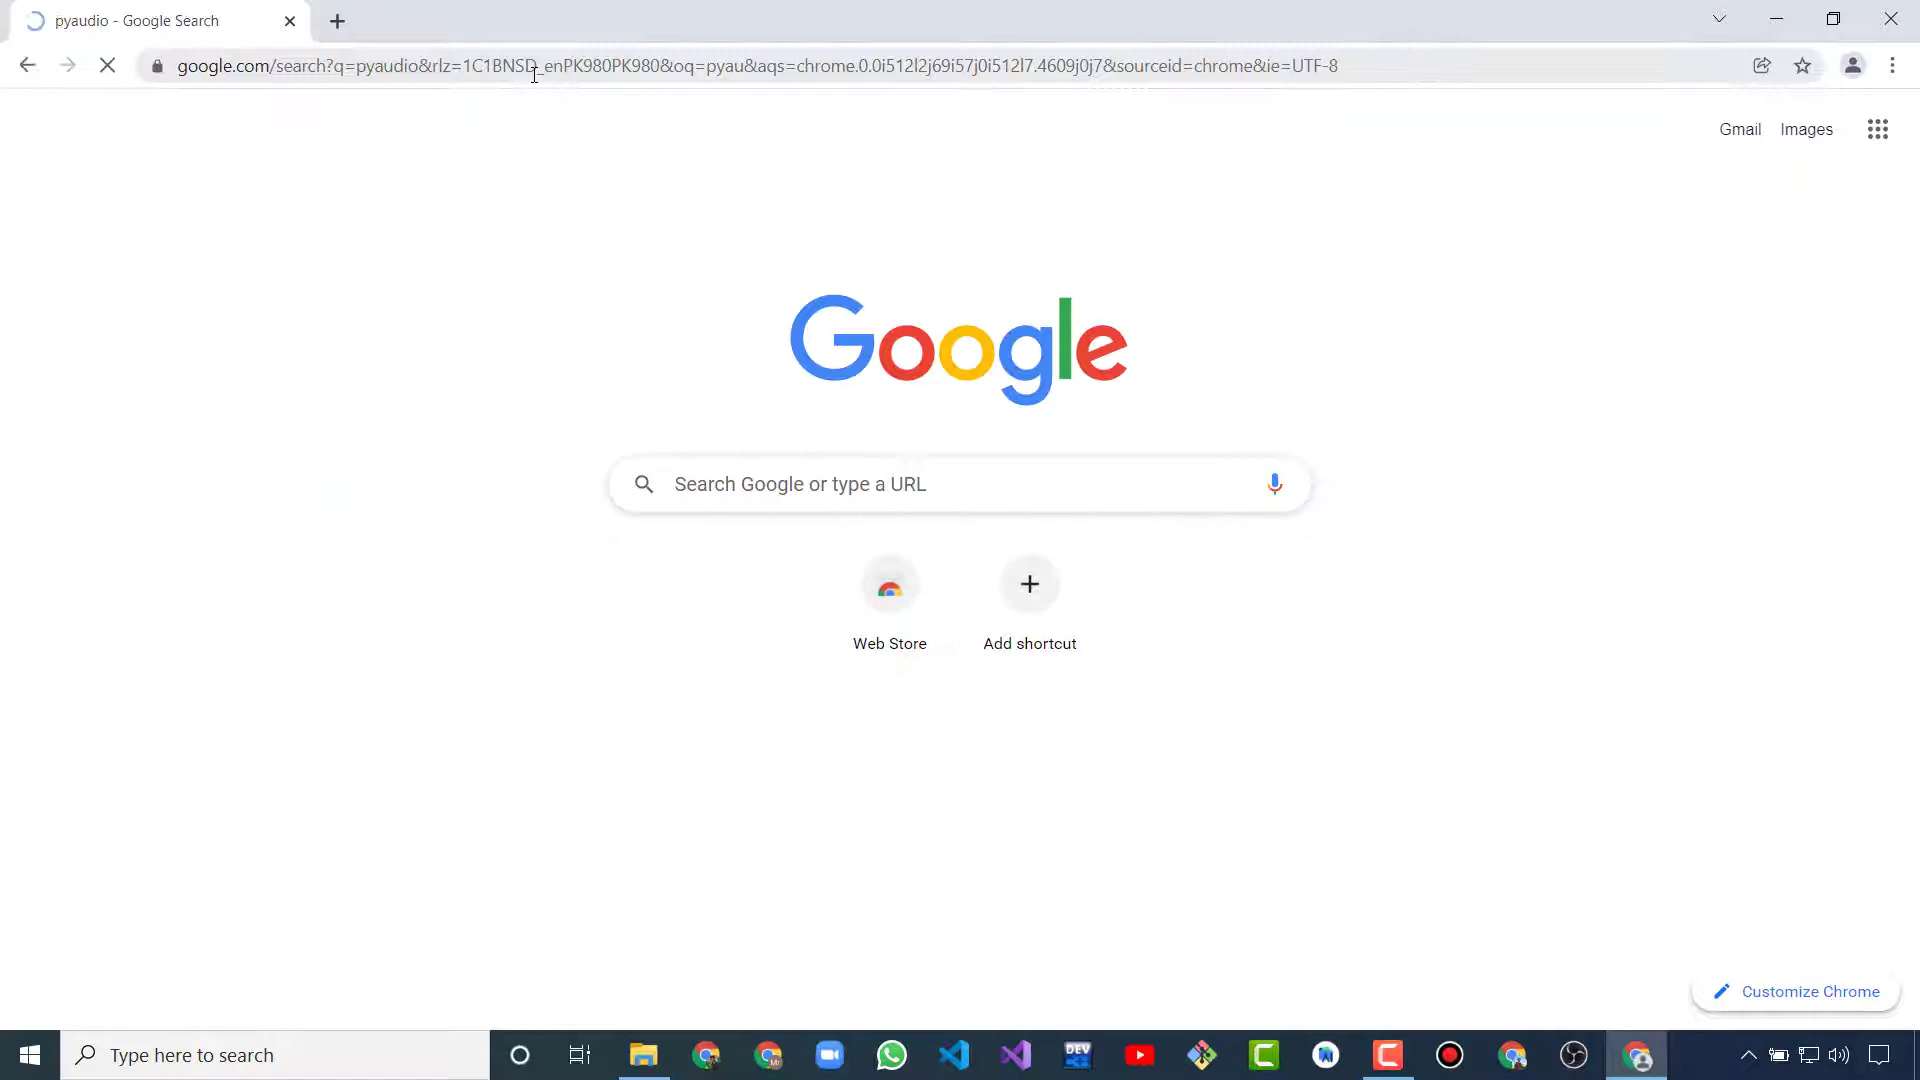 pyaudio - Google Search
google.com/search?q=pyaudio&rlz=1C1BNSD_enPK980PK980&oq=pyau&aqs=chrome.0.0i512l2j69i57j0i512l7.4609j0j7&sourceid=chrome&ie=UTF-8
Gmail Images
Google
Search Google or type a URL
Web Store Add shortcut
Customize Chrome
Type here to search
DEV